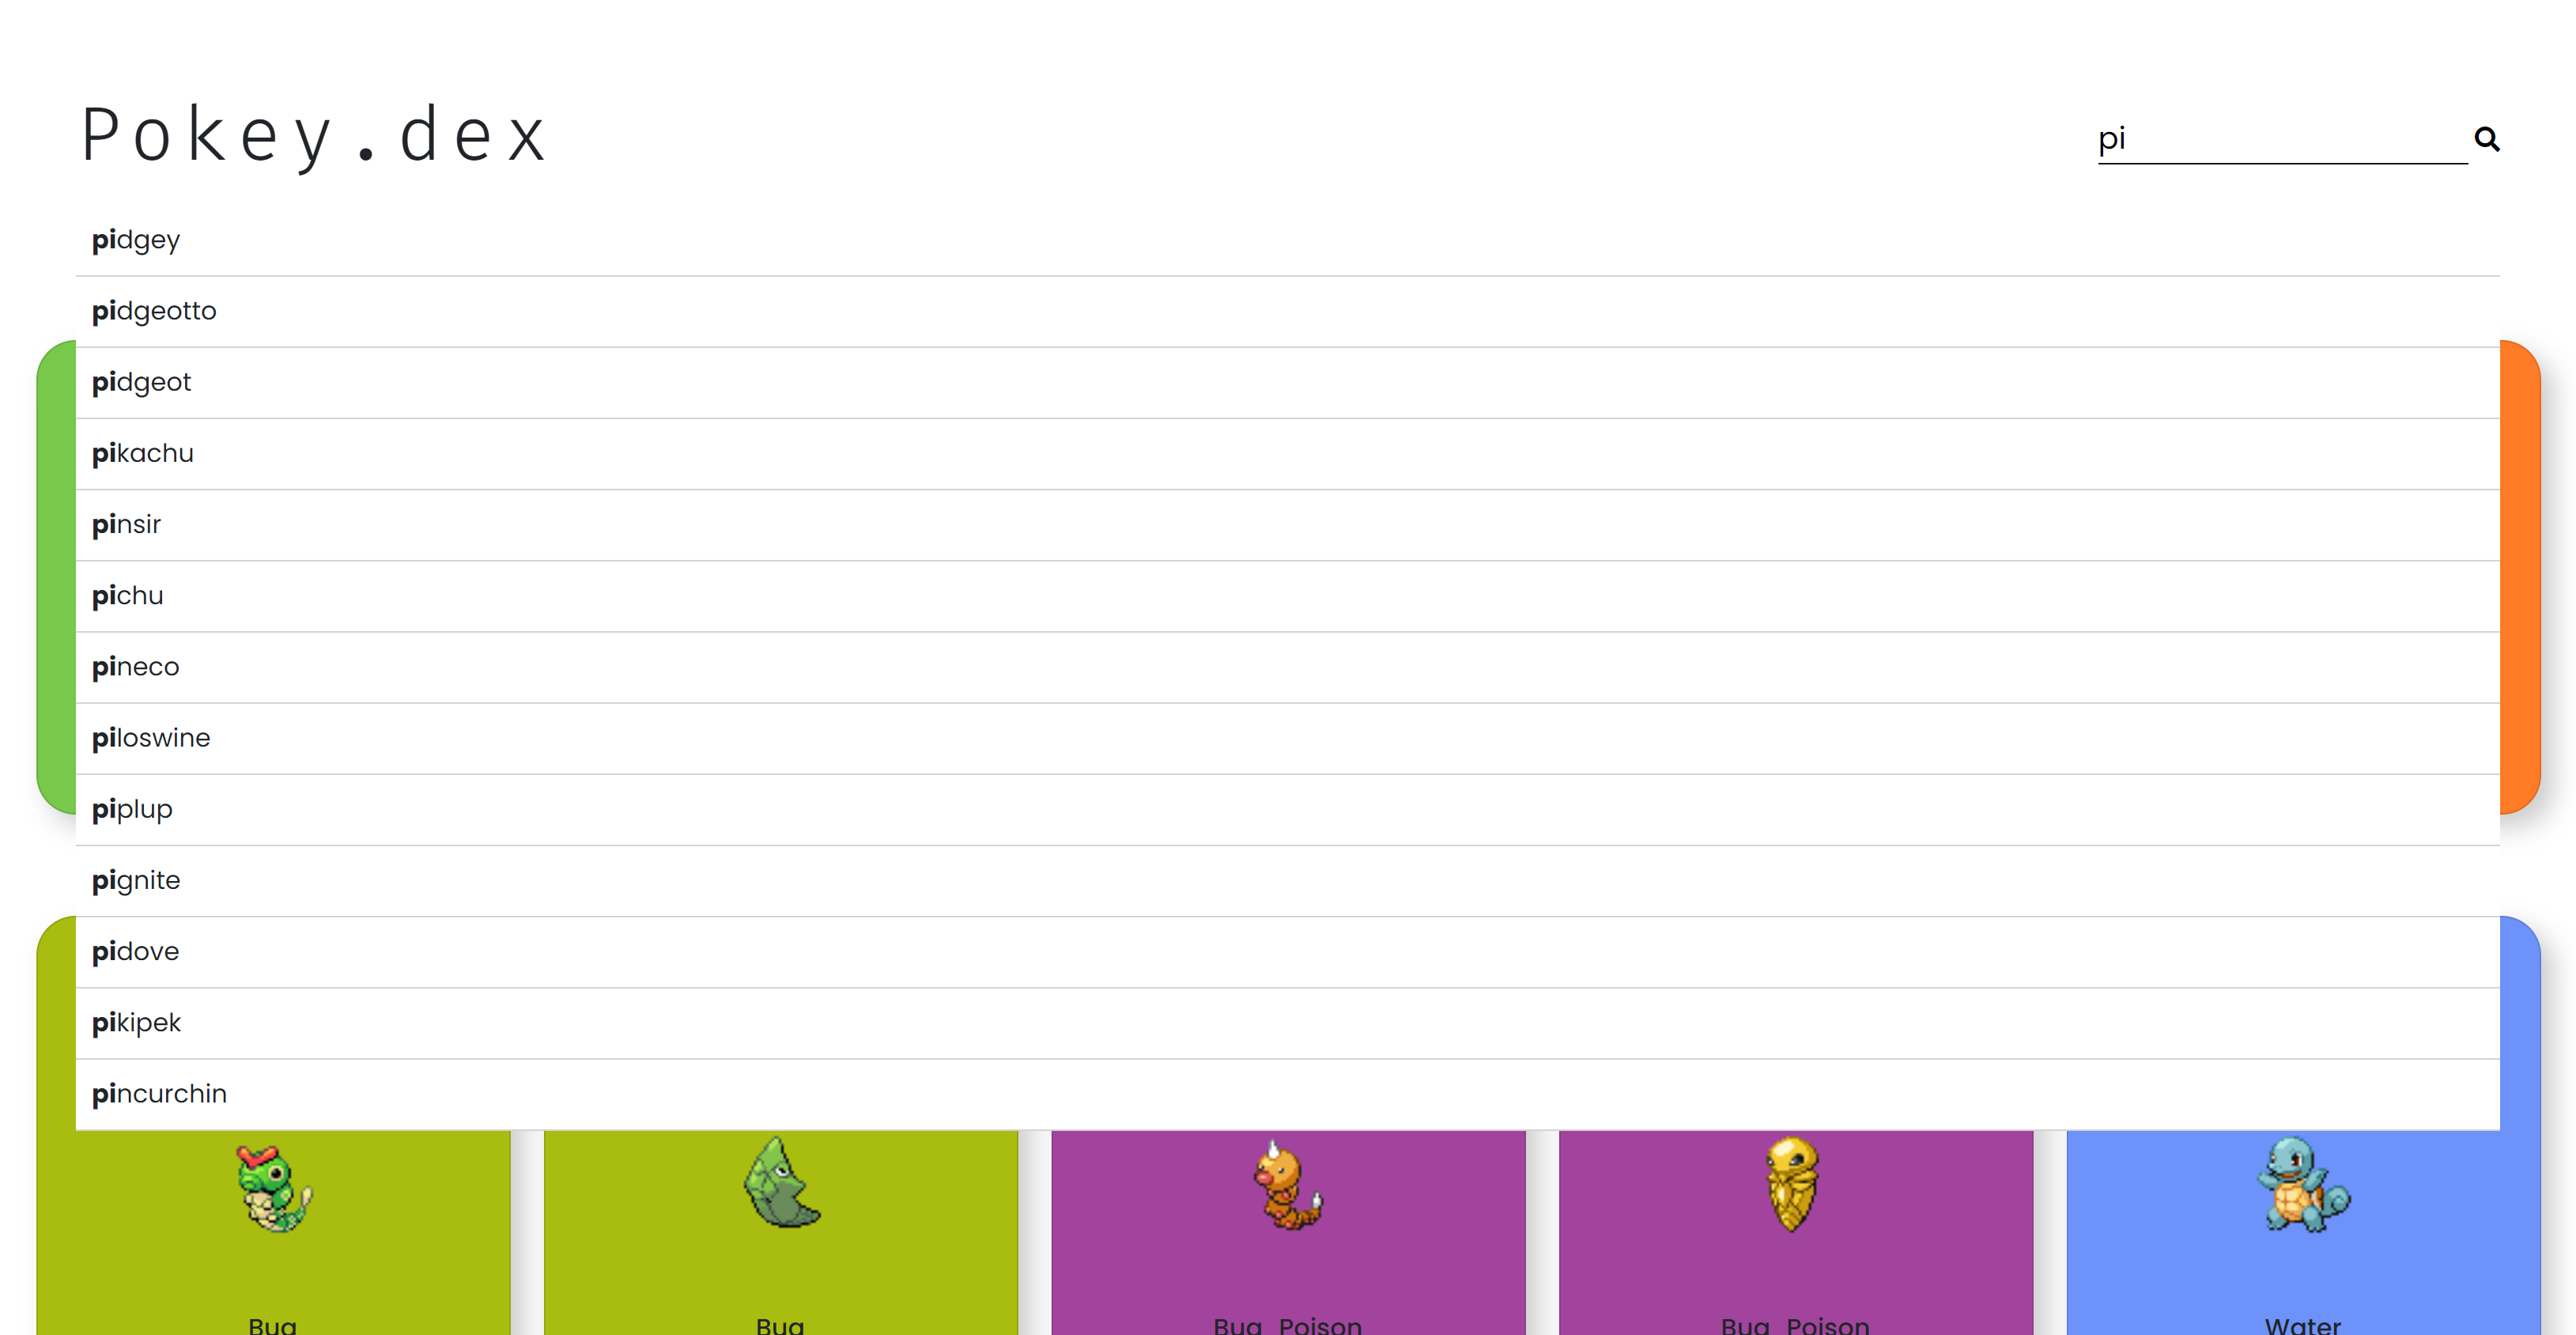 Pokey.dex
pi
pidgey
pidgeotto
pidgeot
pikachu
pinsir
pichu
pineco
piloswine
piplup
pignite
pidove
pikipek
pincurchin
Bug Bug Bug Poison Bug Poison Water